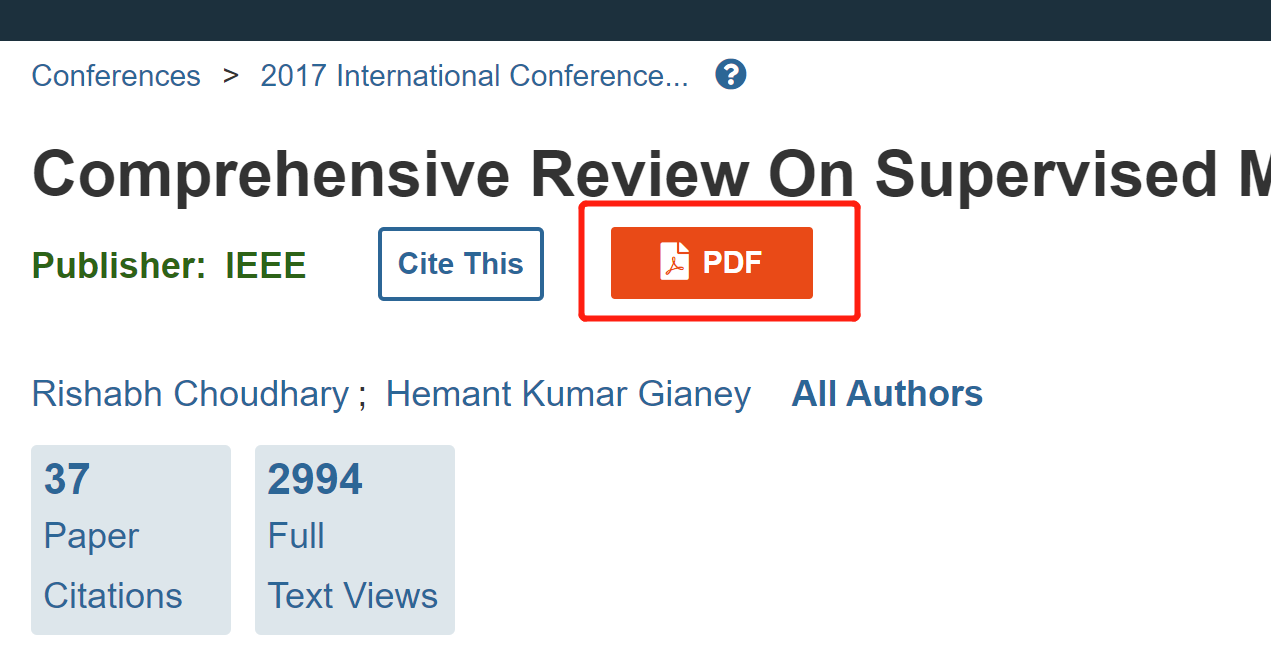 Conferences > 2017 International Conference... ?
Comprehensive Review On Supervised M
Publisher: IEEE Cite This PDF
Rishabh Choudhary ; Hemant Kumar Gianey All Authors
37 2994
Paper Full
Citations Text Views